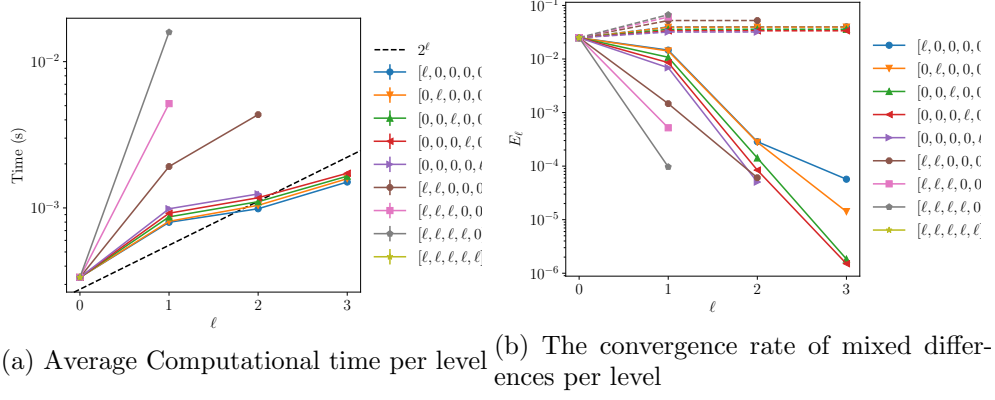 Time (s)
10⁻²
10⁻³
0
1
2
3
ℓ
2^ℓ
[ℓ, 0, 0, 0, 0
[0, ℓ, 0, 0, 0
[0, 0, ℓ, 0, 0
[0, 0, 0, ℓ, 0
[0, 0, 0, 0, ℓ
[ℓ, ℓ, 0, 0, 0
[ℓ, ℓ, ℓ, 0, 0
[ℓ, ℓ, ℓ, ℓ, 0
[ℓ, ℓ, ℓ, ℓ, ℓ]
(a) Average Computational time per level
E_ℓ
10⁻¹
10⁻²
10⁻³
10⁻⁴
10⁻⁵
10⁻⁶
0
1
2
3
ℓ
[ℓ, 0, 0, 0, 0
[0, ℓ, 0, 0, 0
[0, 0, ℓ, 0, 0
[0, 0, 0, ℓ, 0
[0, 0, 0, 0, ℓ
[ℓ, ℓ, 0, 0, 0
[ℓ, ℓ, ℓ, 0, 0
[ℓ, ℓ, ℓ, ℓ, 0
[ℓ, ℓ, ℓ, ℓ, ℓ]
(b) The convergence rate of mixed differ-
ences per level